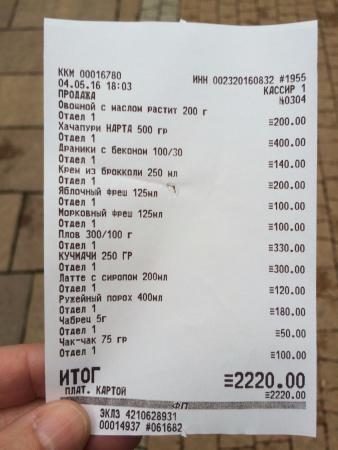 ККМ 00016780 ИНН 002320160832 #1955
04.05.16 18:03 КАССИР 1
ПРОДАЖА №0304
Овощной с маслом растит 200 г
Отдел 1 ≡200.00
Хачапури НАРТА 500 гр
Отдел 1 ≡400.00
Драники с беконом 100/30
Отдел 1 ≡140.00
Крем из брокколи 250 мл
Отдел 1 ≡200.00
Яблочный фреш 125мл
Отдел 1 ≡100.00
Морковный фреш 125мл
Отдел 1 ≡100.00
Плов 300/100 г
Отдел 1 ≡330.00
КУЧМАЧИ 250 ГР
Отдел 1 ≡300.00
Латте с сиропом 200мл
Отдел 1 ≡120.00
Ружейный порох 400мл
Отдел 1 ≡180.00
Чабрец 5г
Отдел 1 ≡50.00
Чак-чак 75 гр
Отдел 1 ≡100.00
ИТОГ ≡2220.00
ПЛАТ. КАРТОЙ ≡2220.00
ФП
ЭКЛЗ 4210628931
00014937 #061682